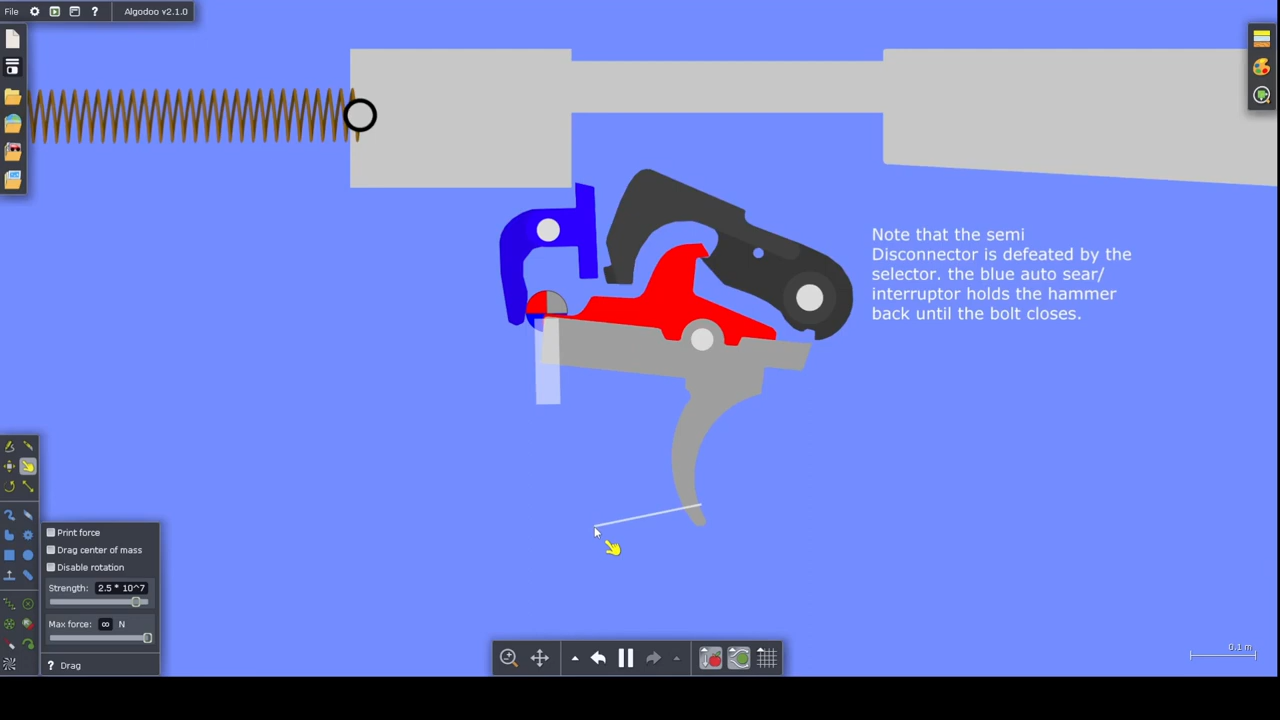 File
?
Algodoo v2.1.0
Note that the semi
Disconnector is defeated by the
selector. the blue auto sear/
interruptor holds the hammer
back until the bolt closes.
Print force
Drag center of mass
Disable rotation
Strength: 2.5 * 10^7
Max force: ∞ N
? Drag
0.1 m